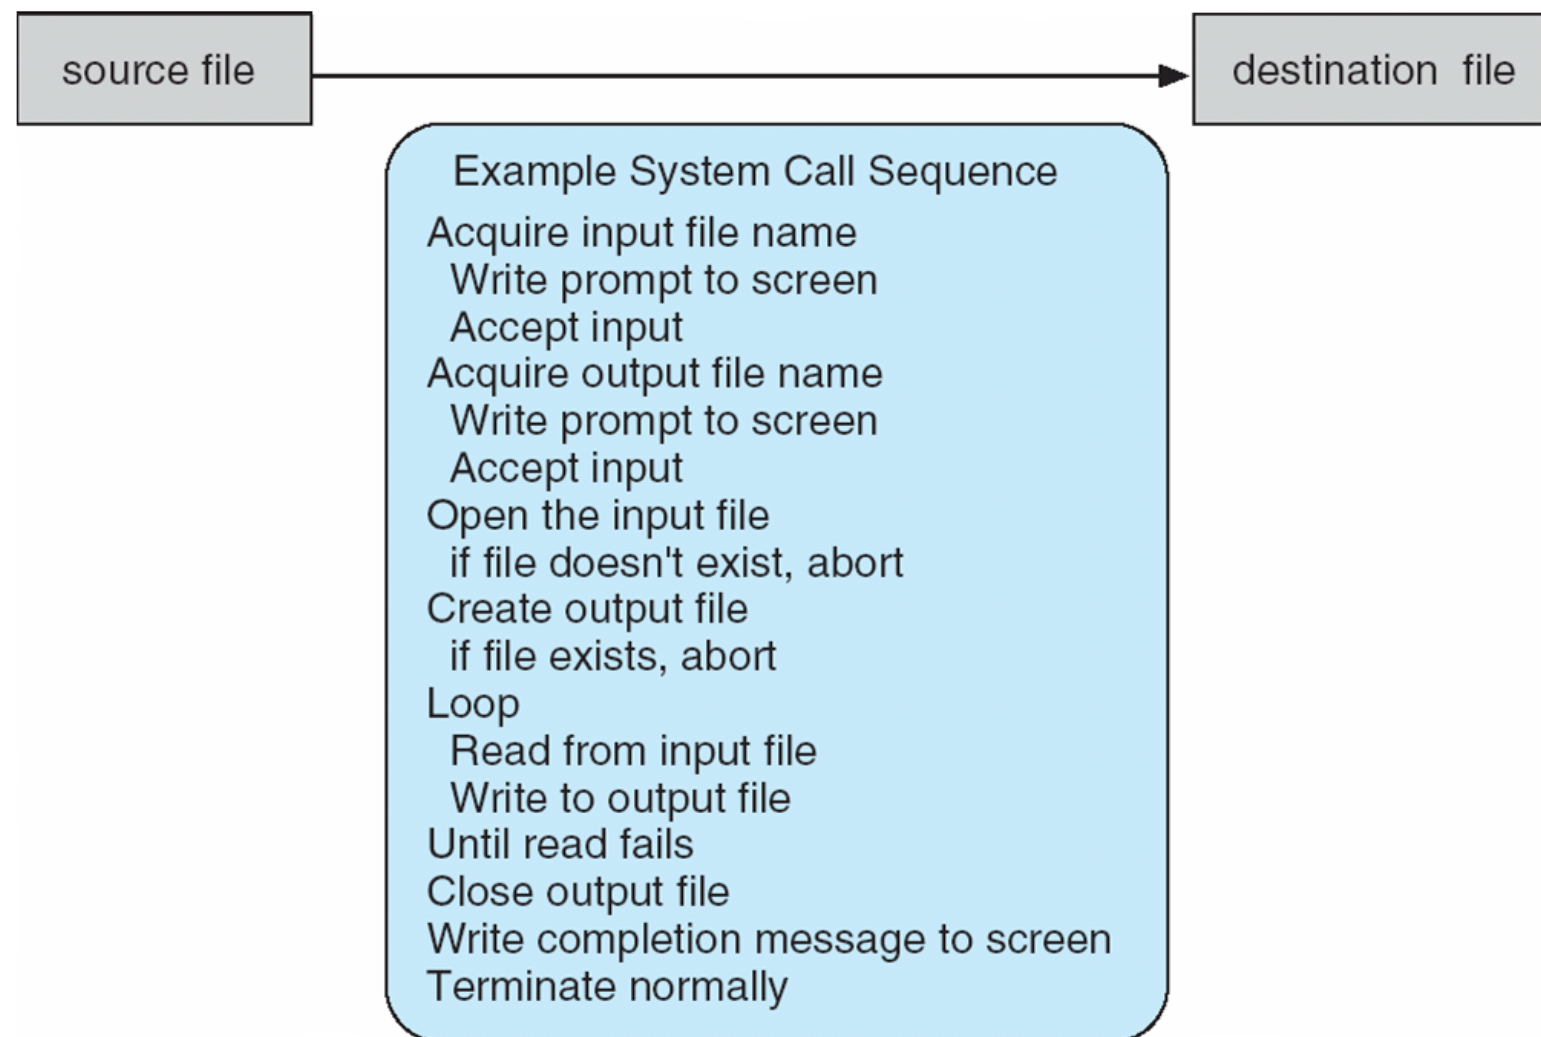 source file
destination file
Example System Call Sequence
Acquire input file name
Write prompt to screen
Accept input
Acquire output file name
Write prompt to screen
Accept input
Open the input file
if file doesn't exist, abort
Create output file
if file exists, abort
Loop
Read from input file
Write to output file
Until read fails
Close output file
Write completion message to screen
Terminate normally